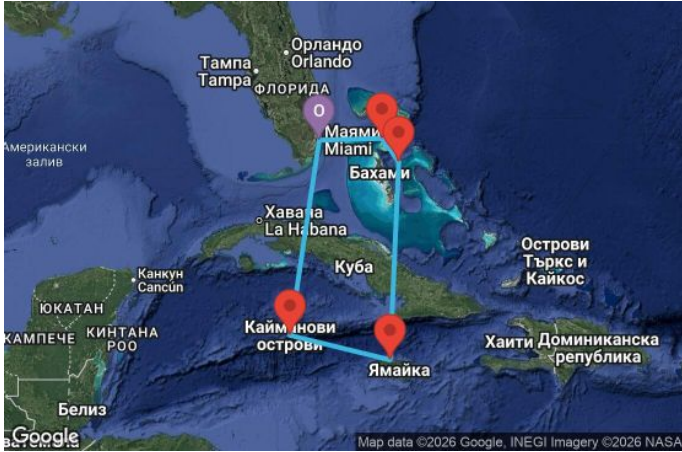 Орландо
Orlando
Тампа
Tampa
ФЛОРИДА
O
Маями
Miami
Американски
залив
Бахами
Хавана
La Habana
Острови
Търкс и
Кайкос
Куба
Канкун
Cancún
ЮКАТАН
КАМПЕЧЕ
КИНТАНА
РОО
Кайманови
острови
Хаити
Доминиканска
република
Ямайка
Белиз
Google
Map data ©2026 Google, INEGI Imagery ©2026 NASA